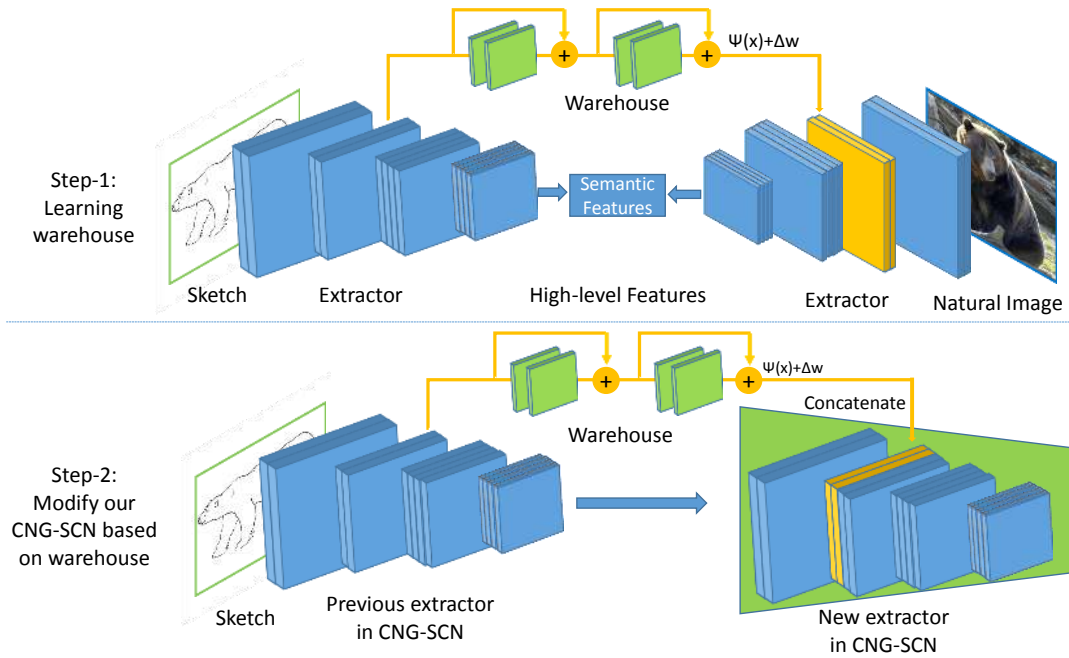 +
+
Ψ(x)+Δw
Warehouse
Step-1:
Learning
warehouse
Semantic
Features
Sketch
Extractor
High-level Features
Extractor
Natural Image
+
+
Ψ(x)+Δw
Concatenate
Warehouse
Step-2:
Modify our
CNG-SCN based
on warehouse
Sketch
Previous extractor
in CNG-SCN
New extractor
in CNG-SCN